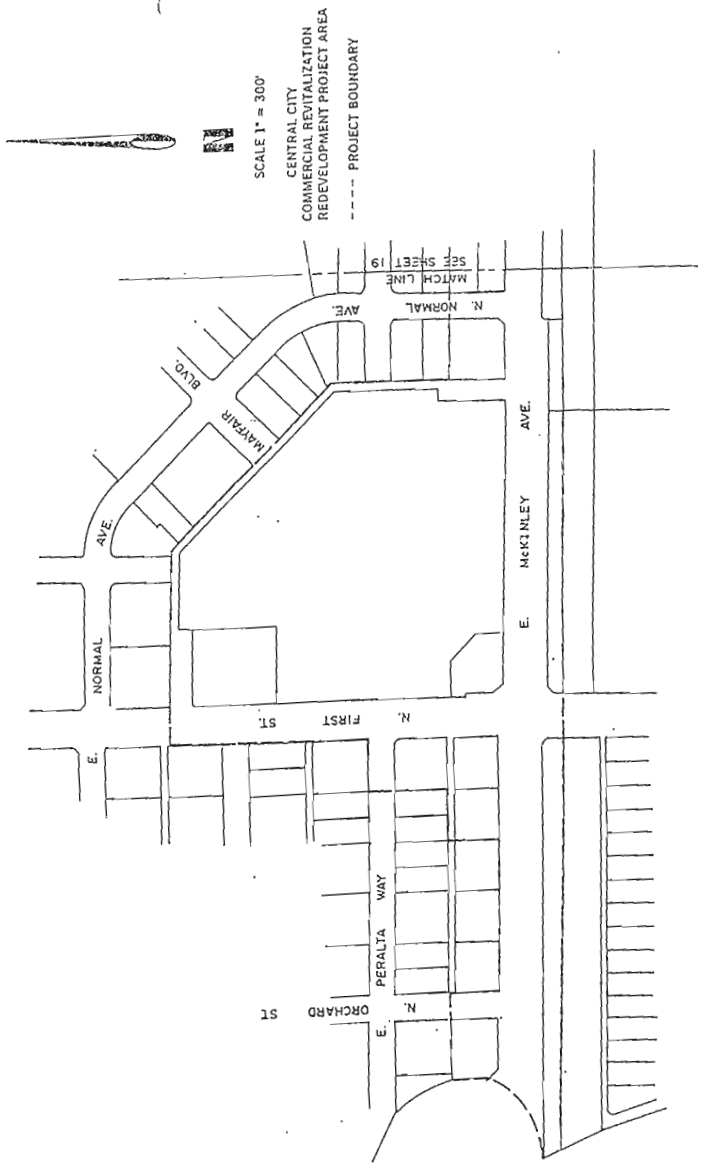 N
SCALE 1" = 300'
CENTRAL CITY
COMMERCIAL REVITALIZATION
REDEVELOPMENT PROJECT AREA
---- PROJECT BOUNDARY
MATCH LINE
SEE SHEET 19
N. NORMAL AVE.
BLVD.
MAYFAIR
AVE.
NORMAL
E.
E. McKINLEY AVE.
N. FIRST ST.
E. PERALTA WAY
N. ORCHARD ST